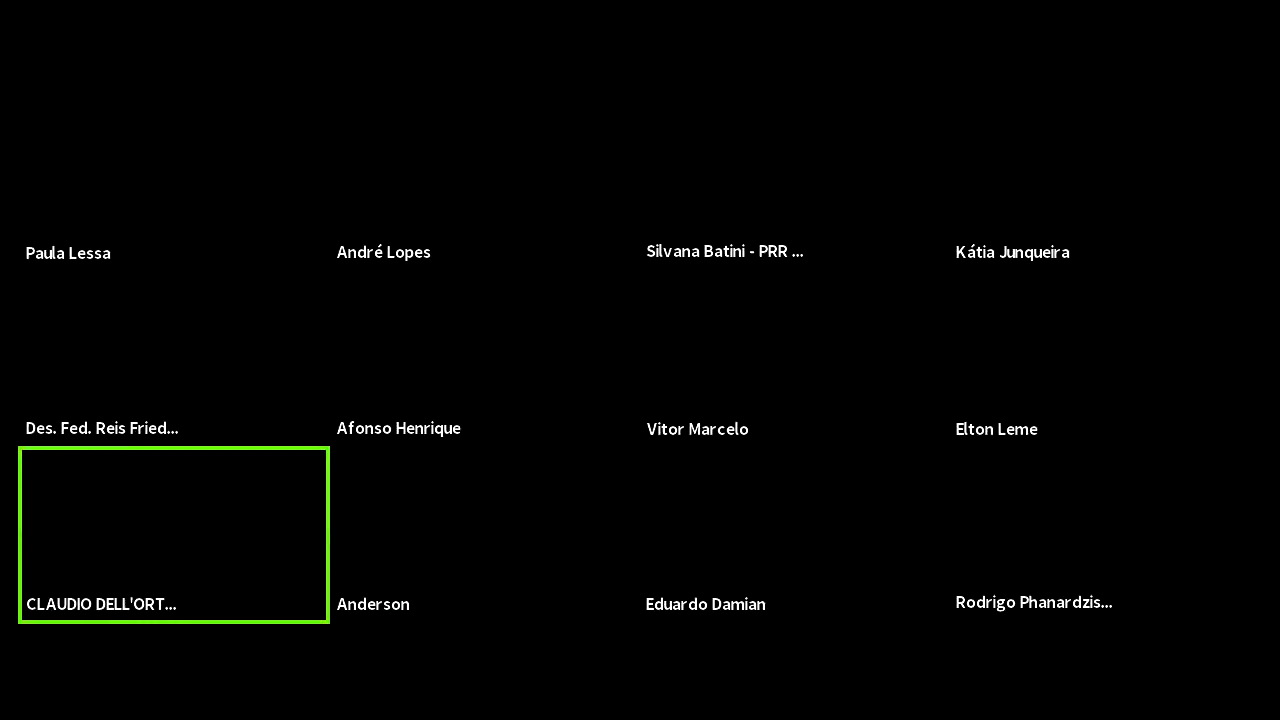 Paula Lessa
André Lopes
Silvana Batini - PRR ...
Kátia Junqueira
Des. Fed. Reis Fried...
Afonso Henrique
Vitor Marcelo
Elton Leme
CLAUDIO DELL'ORT...
Anderson
Eduardo Damian
Rodrigo Phanardzis...